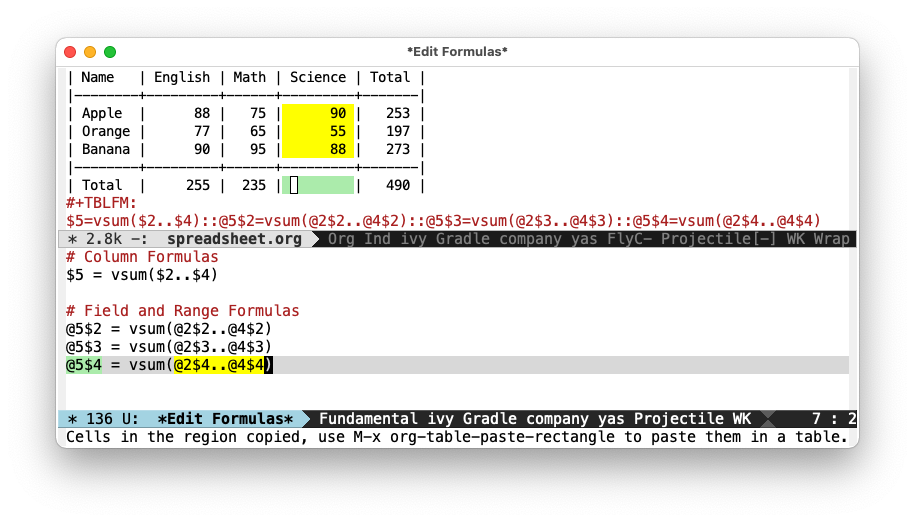 *Edit Formulas*
| Name   | English | Math | Science | Total |
|--------+---------+------+---------+-------|
| Apple  |      88 |   75 |      90 |   253 |
| Orange |      77 |   65 |      55 |   197 |
| Banana |      90 |   95 |      88 |   273 |
|--------+---------+------+---------+-------|
| Total  |     255 |  235 |         |   490 |
#+TBLFM:
$5=vsum($2..$4)::@5$2=vsum(@2$2..@4$2)::@5$3=vsum(@2$3..@4$3)::@5$4=vsum(@2$4..@4$4)
* 2.8k -: spreadsheet.org Org Ind ivy Gradle company yas FlyC- Projectile[-] WK Wrap
# Column Formulas
$5 = vsum($2..$4)
# Field and Range Formulas
@5$2 = vsum(@2$2..@4$2)
@5$3 = vsum(@2$3..@4$3)
@5$4 = vsum(@2$4..@4$4)
* 136 U: *Edit Formulas* Fundamental ivy Gradle company yas Projectile WK 7 : 2
Cells in the region copied, use M-x org-table-paste-rectangle to paste them in a table.